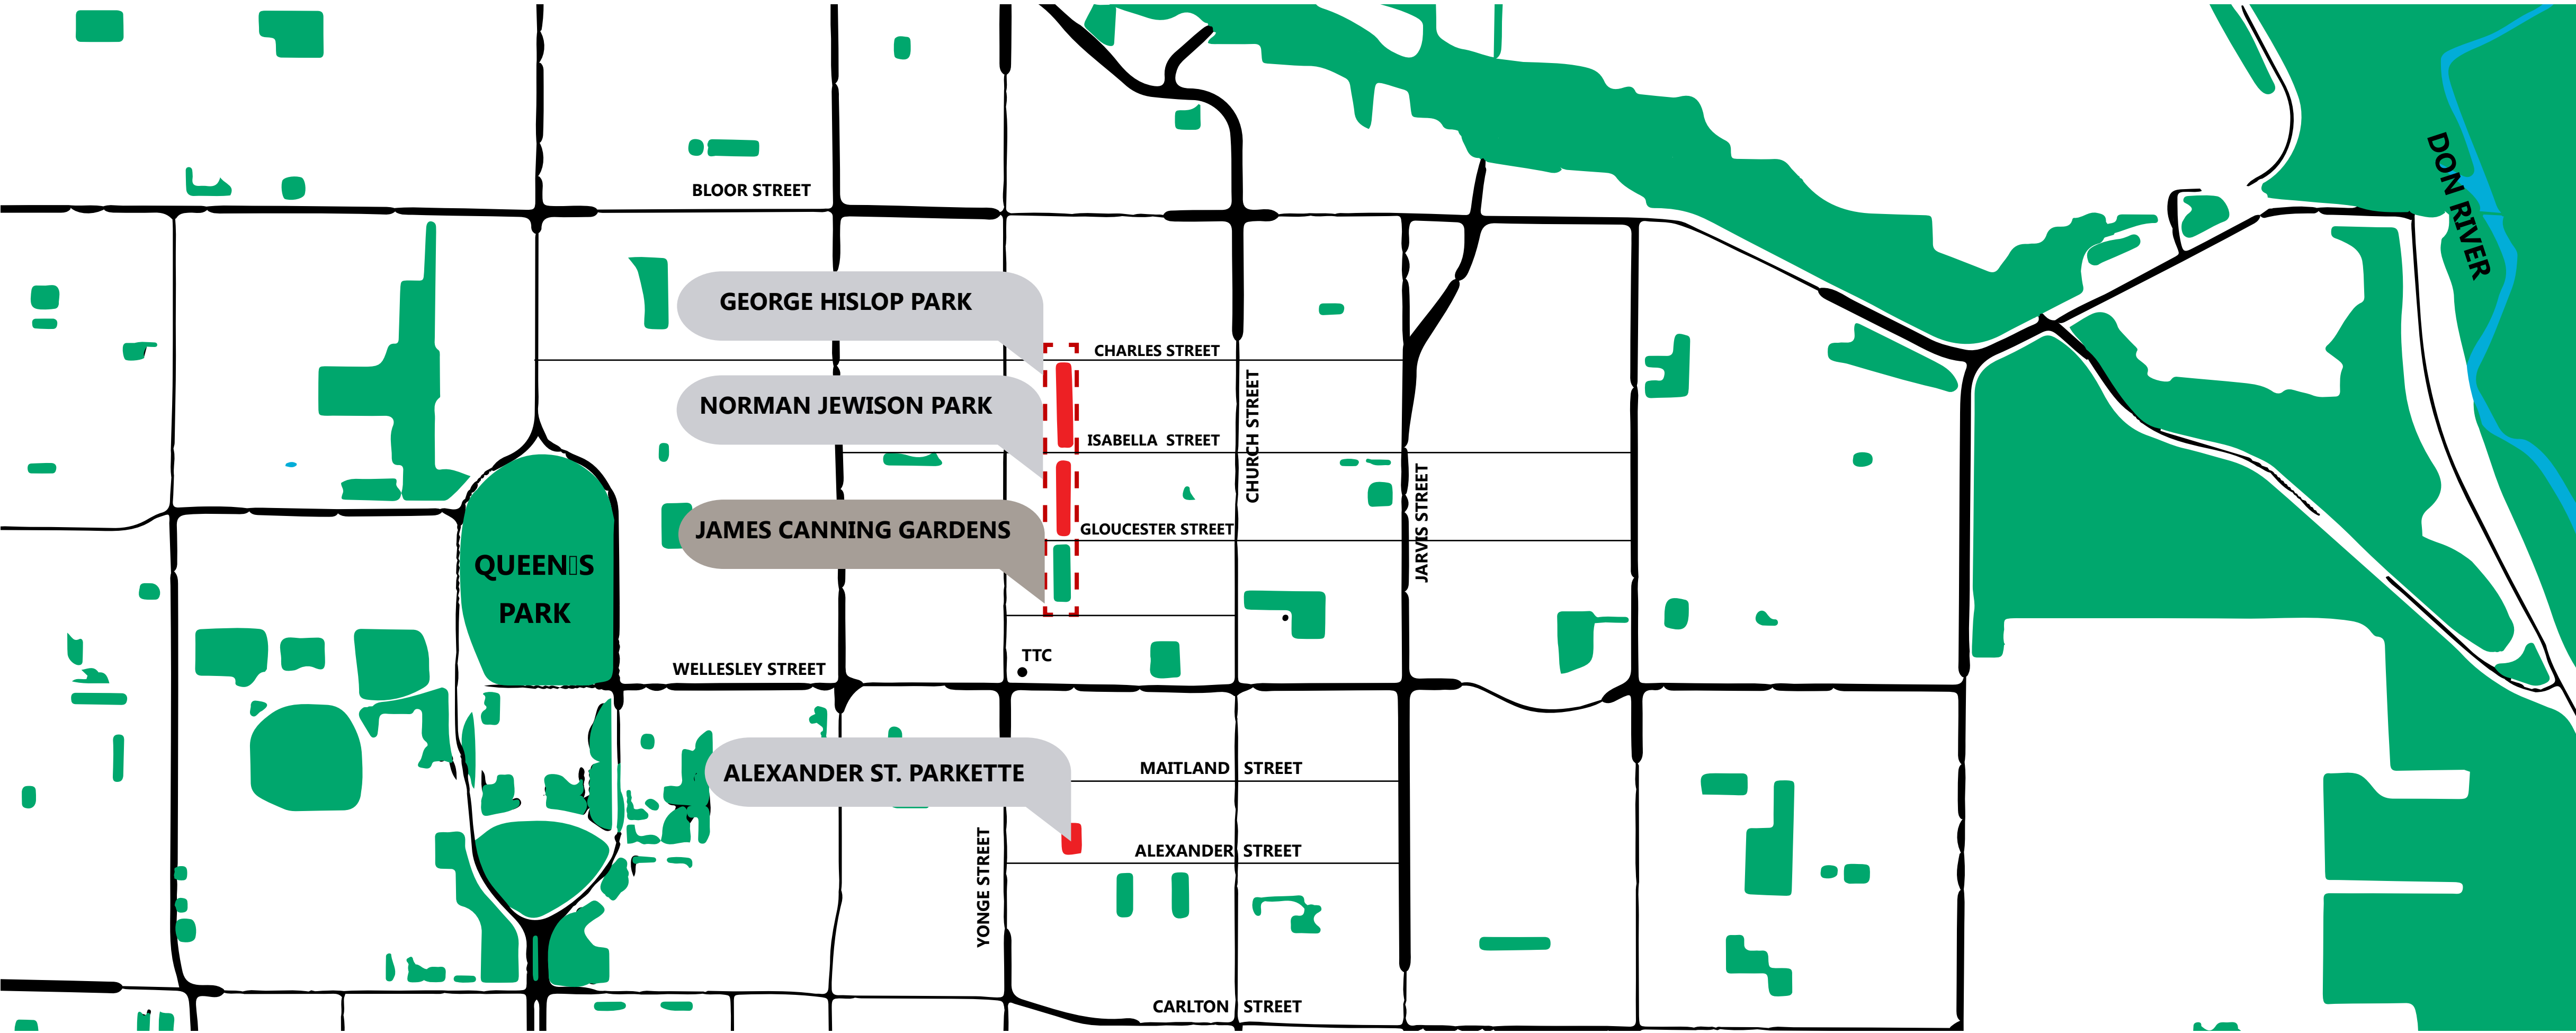 BLOOR STREET
DON RIVER
GEORGE HISLOP PARK
CHARLES STREET
NORMAN JEWISON PARK
ISABELLA STREET
CHURCH STREET
JARVIS STREET
JAMES CANNING GARDENS
GLOUCESTER STREET
QUEEN▯S
PARK
TTC
WELLESLEY STREET
ALEXANDER ST. PARKETTE
MAITLAND STREET
YONGE STREET
ALEXANDER STREET
CARLTON STREET